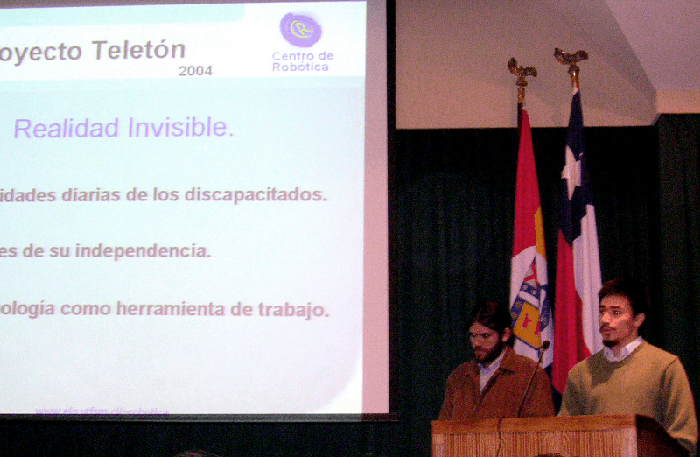 oyecto Teletón
2004
Centro de
Robótica
Realidad Invisible.
idades diarias de los discapacitados.
es de su independencia.
ología como herramienta de trabajo.